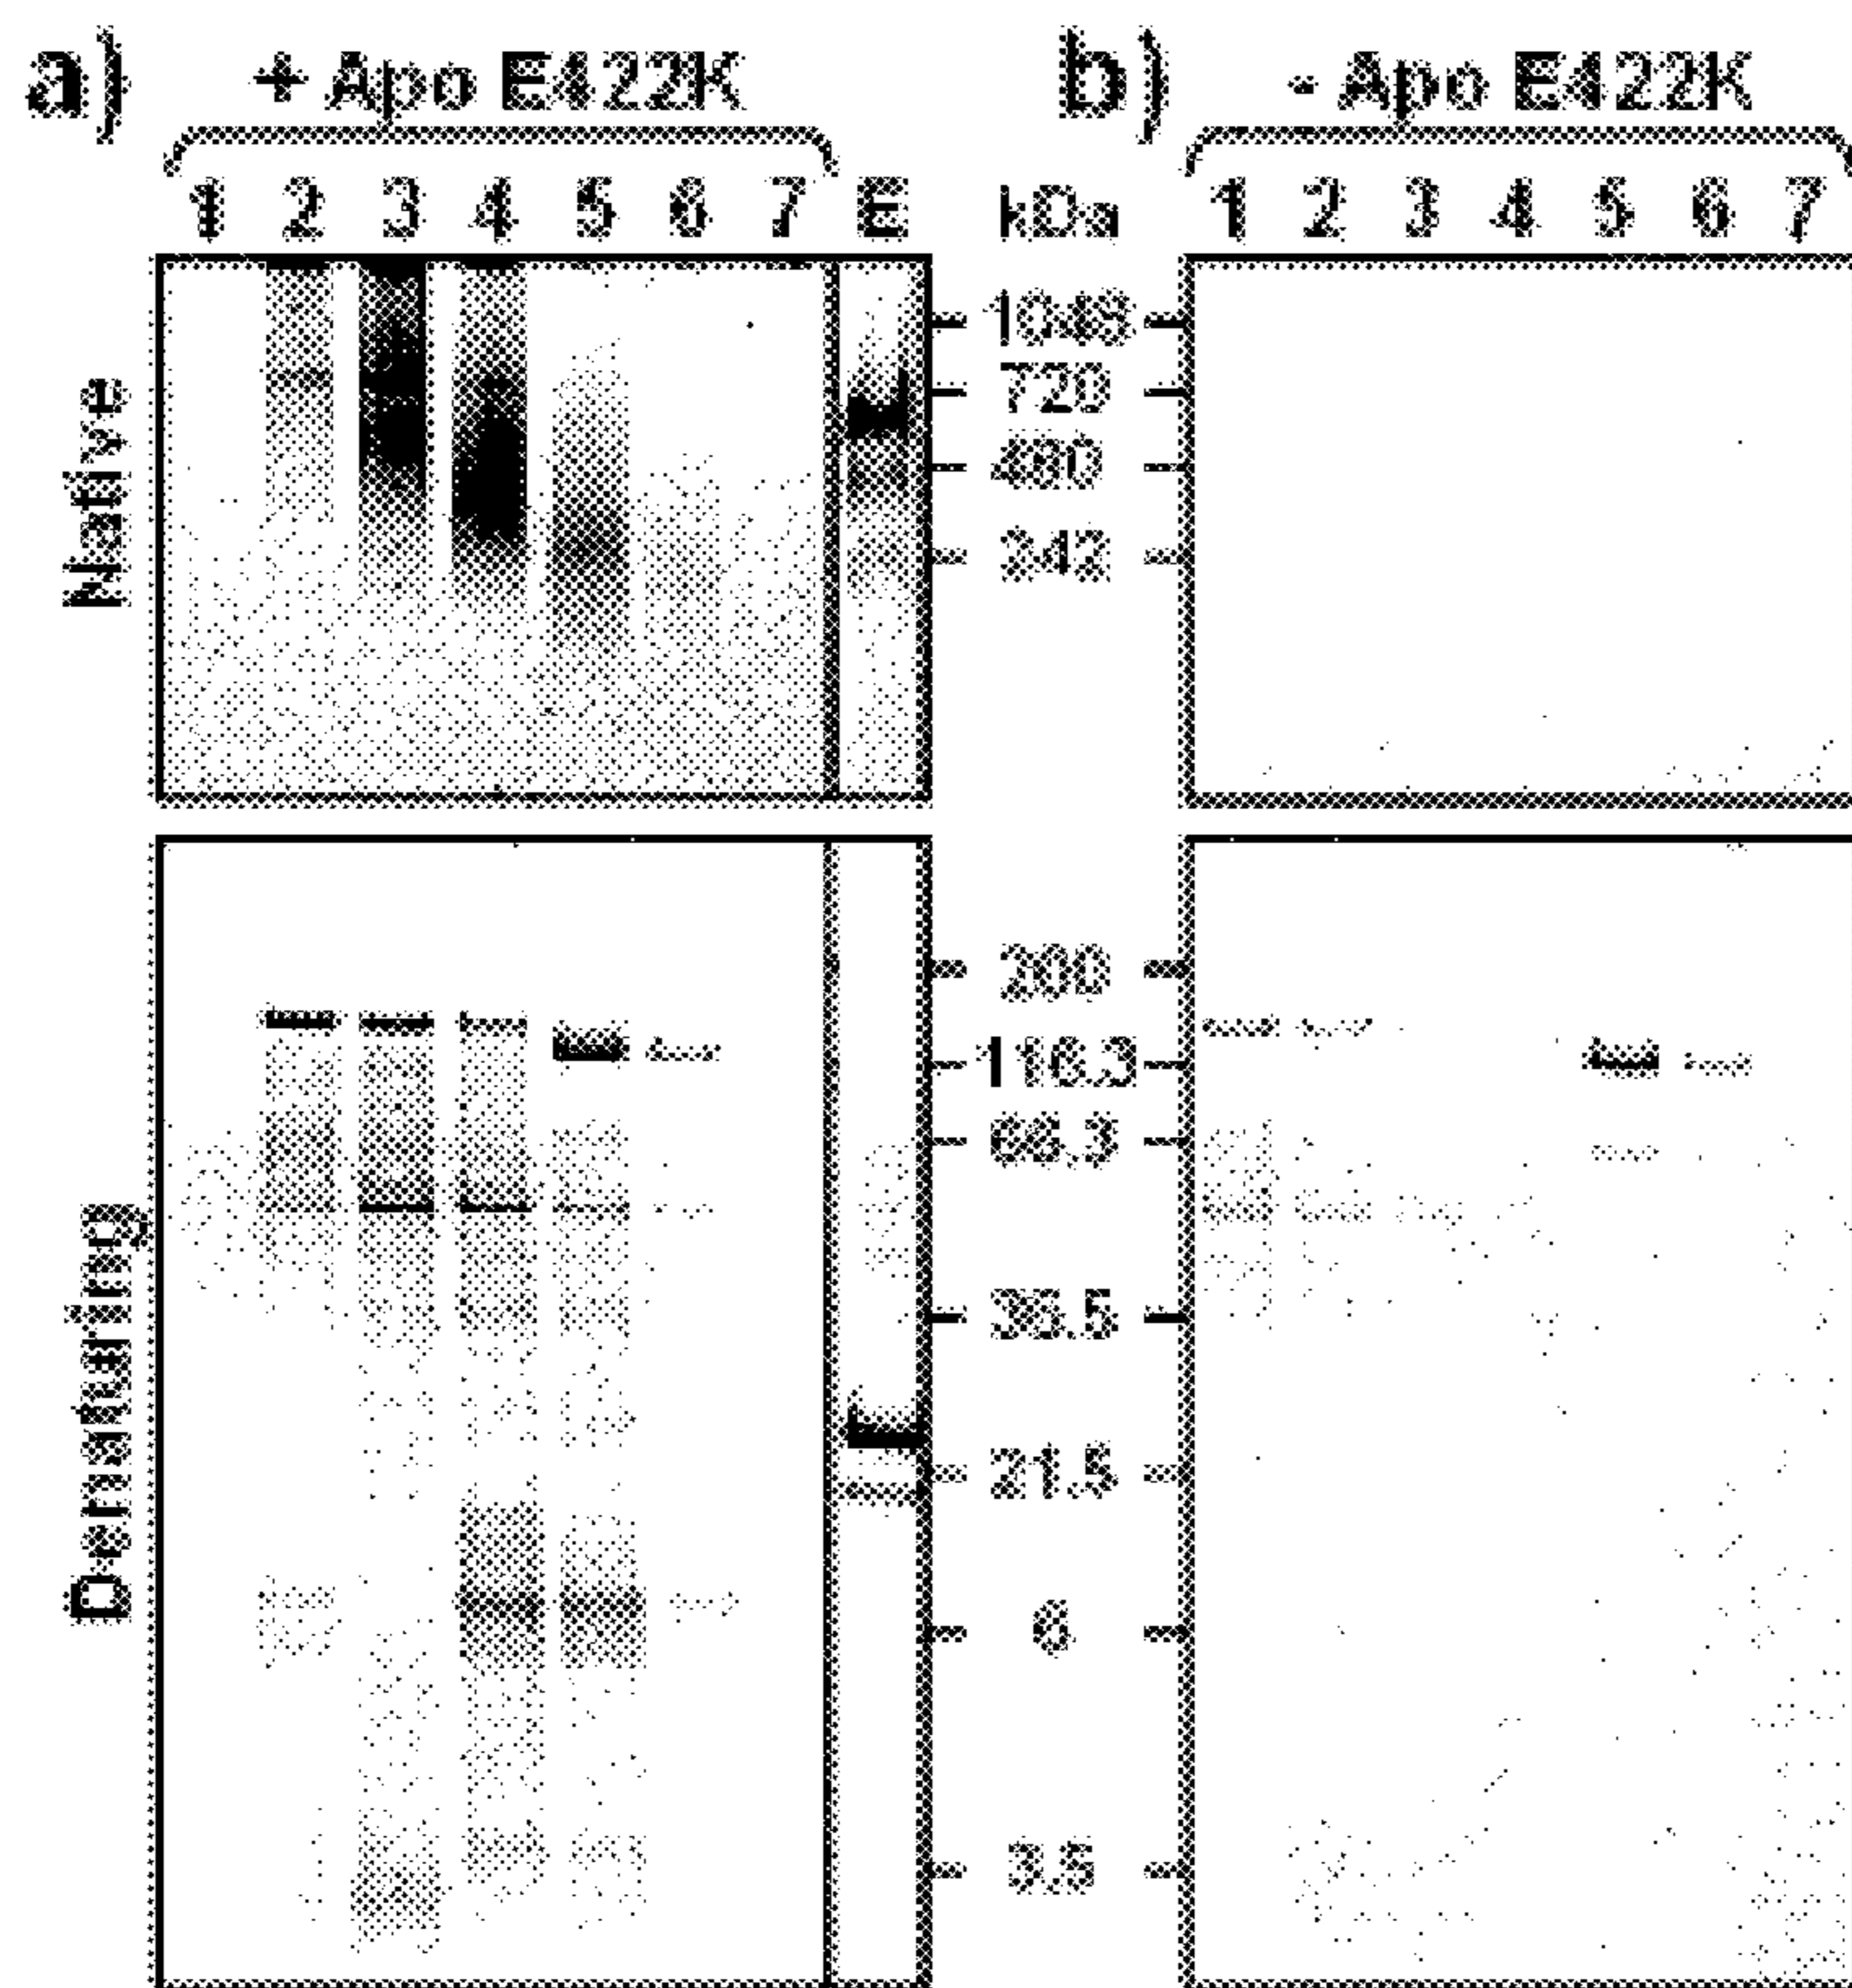 a) + Apo E422K b) - Apo E422K
1 2 3 4 5 6 7 E kDa 1 2 3 4 5 6 7
Native
1048
720
480
242
Denaturing
200
116.3
66.3
36.5
21.5
6
3.5